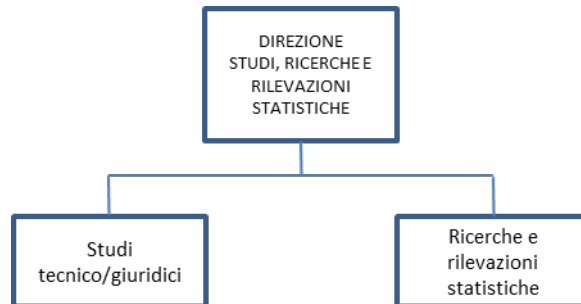 DIREZIONE
STUDI, RICERCHE E
RILEVAZIONI
STATISTICHE
Studi
tecnico/giuridici
Ricerche e
rilevazioni
statistiche